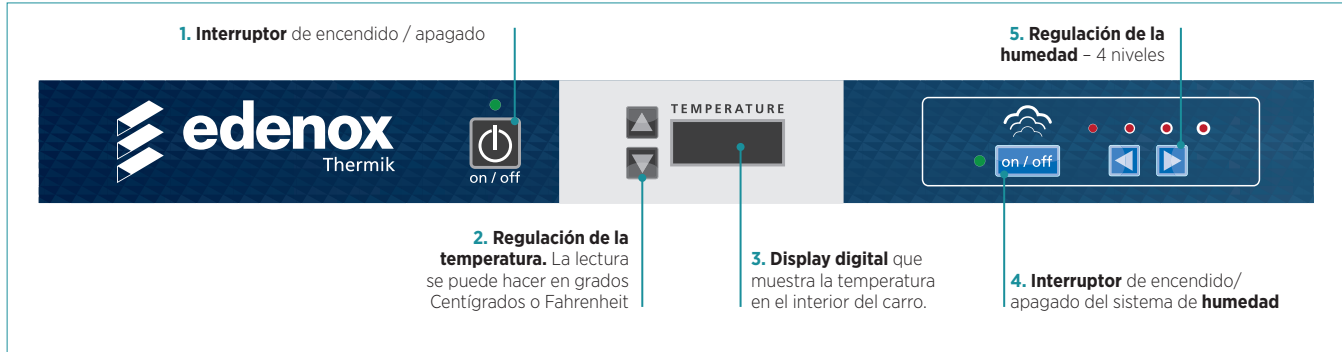 1. Interruptor de encendido / apagado
5. Regulación de la
humedad – 4 niveles
edenox
Thermik
on / off
TEMPERATURE
on / off
2. Regulación de la
temperatura. La lectura
se puede hacer en grados
Centígrados o Fahrenheit
3. Display digital que
muestra la temperatura
en el interior del carro.
4. Interruptor de encendido/
apagado del sistema de humedad